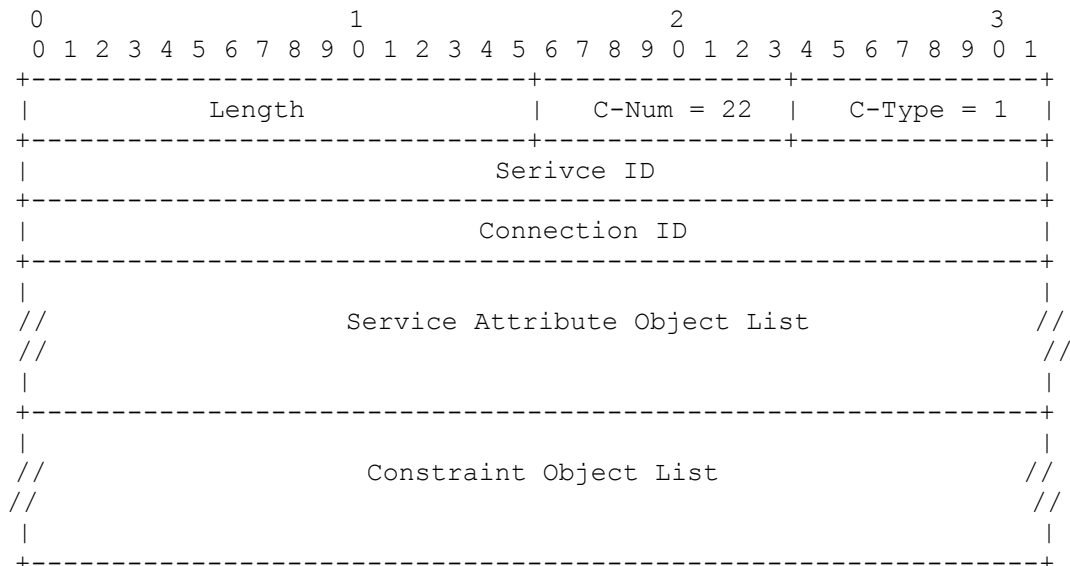 0 1 2 3
0 1 2 3 4 5 6 7 8 9 0 1 2 3 4 5 6 7 8 9 0 1 2 3 4 5 6 7 8 9 0 1
+-------------------------------+---------------+---------------+
| Length | C-Num = 22 | C-Type = 1 |
+-------------------------------+---------------+---------------+
| Serivce ID |
+---------------------------------------------------------------+
| Connection ID |
+---------------------------------------------------------------+
| |
// Service Attribute Object List //
// //
| |
+---------------------------------------------------------------+
| |
// Constraint Object List //
// //
| |
+---------------------------------------------------------------+